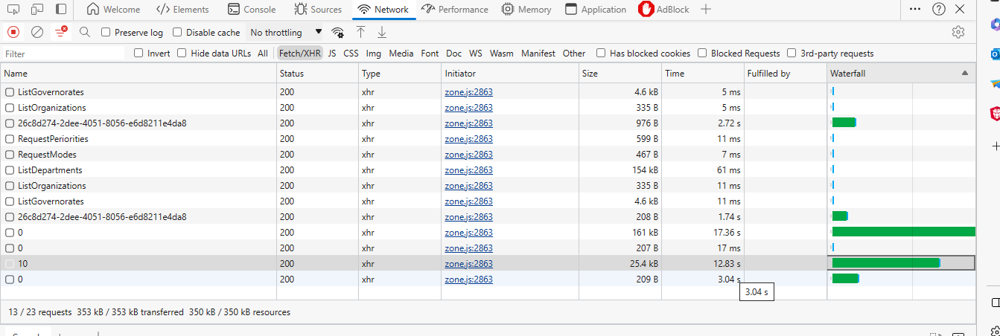 Welcome Elements Console Sources Network Performance Memory Application AdBlock
Preserve log Disable cache No throttling
Filter Invert Hide data URLs All Fetch/XHR JS CSS Img Media Font Doc WS Wasm Manifest Other Has blocked cookies Blocked Requests 3rd-party requests
Name Status Type Initiator Size Time Fulfilled by Waterfall
ListGovernorates 200 xhr zone.js:2863 4.6 kB 5 ms
ListOrganizations 200 xhr zone.js:2863 335 B 5 ms
26c8d274-2dee-4051-8056-e6d8211e4da8 200 xhr zone.js:2863 976 B 2.72 s
RequestPeriorities 200 xhr zone.js:2863 599 B 11 ms
RequestModes 200 xhr zone.js:2863 467 B 7 ms
ListDepartments 200 xhr zone.js:2863 154 kB 61 ms
ListOrganizations 200 xhr zone.js:2863 335 B 11 ms
ListGovernorates 200 xhr zone.js:2863 4.6 kB 11 ms
26c8d274-2dee-4051-8056-e6d8211e4da8 200 xhr zone.js:2863 208 B 1.74 s
0 200 xhr zone.js:2863 161 kB 17.36 s
0 200 xhr zone.js:2863 207 B 17 ms
10 200 xhr zone.js:2863 25.4 kB 12.83 s
0 200 xhr zone.js:2863 209 B 3.04 s
3.04 s
13 / 23 requests 353 kB / 353 kB transferred 350 kB / 350 kB resources